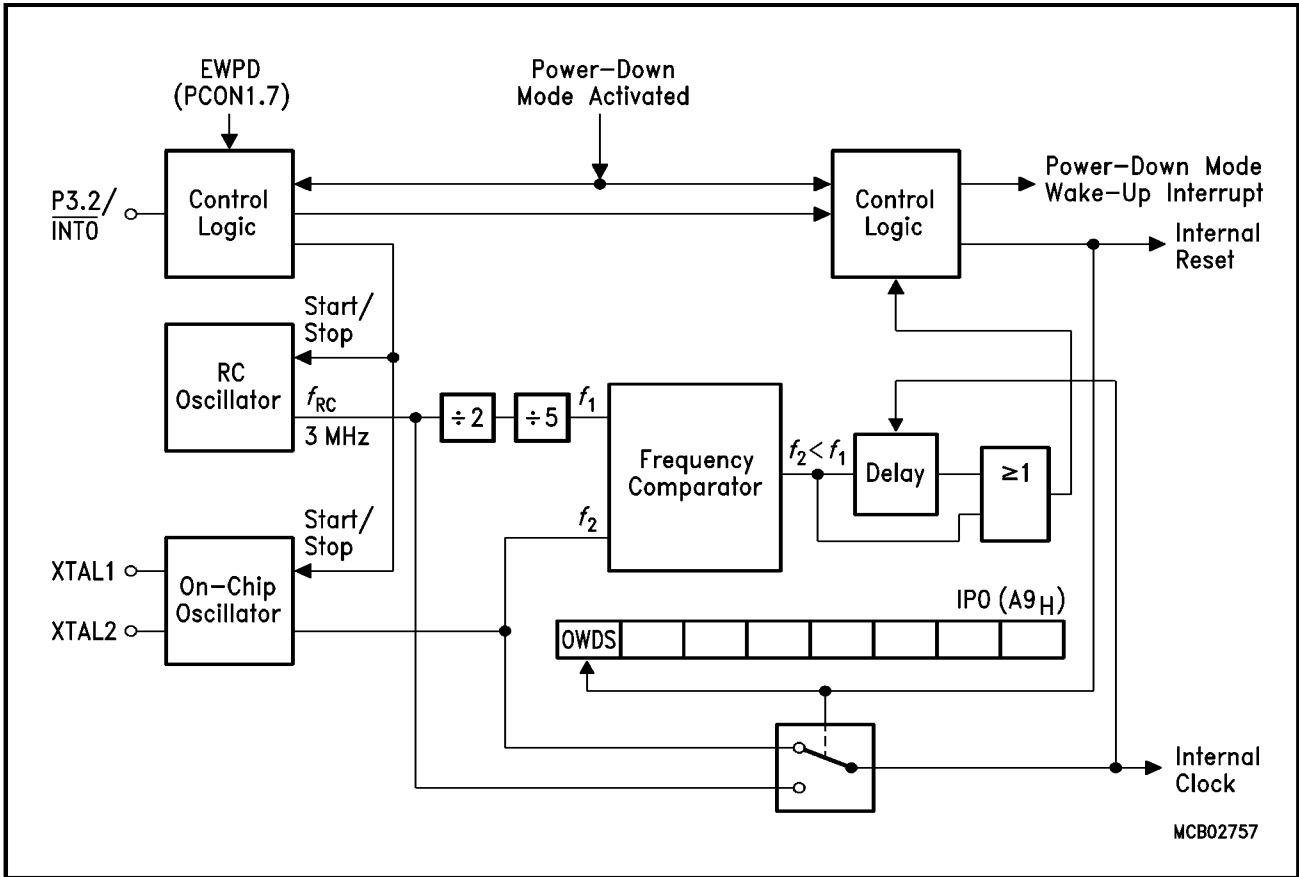 EWPD
(PCON1.7)
Power-Down
Mode Activated
P3.2/
INT0
Control
Logic
Control
Logic
Power-Down Mode
Wake-Up Interrupt
Internal
Reset
Start/
Stop
RC
Oscillator
fRC
3 MHz
÷2
÷5
f1
Frequency
Comparator
f2<f1
Delay
≥1
f2
Start/
Stop
XTAL1
XTAL2
On-Chip
Oscillator
IP0 (A9H)
OWDS
Internal
Clock
MCB02757